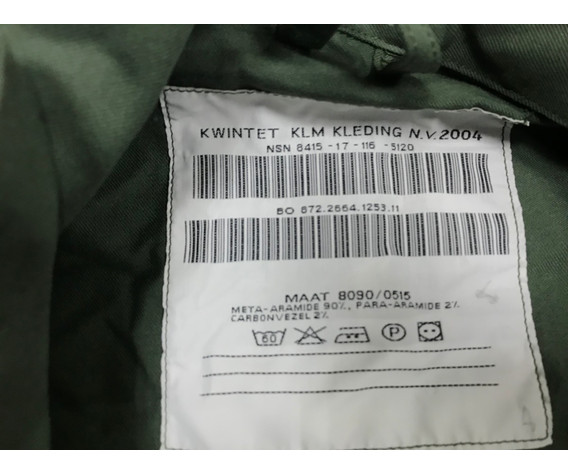 KWINTET KLM KLEDING N.V.2004
NSN 8415-17-116-5120
BO 672.2664.1253.11
MAAT 8090/0515
META-ARAMIDE 90%, PARA-ARAMIDE 2%
CARBONVEZEL 2%
60
P